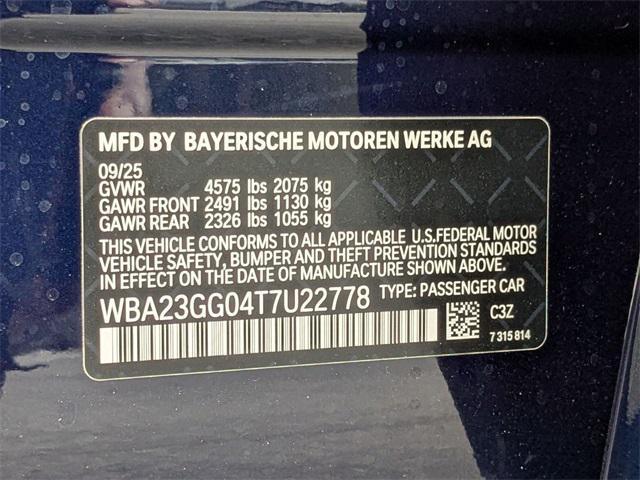 MFD BY BAYERISCHE MOTOREN WERKE AG
09/25
GVWR 4575 lbs 2075 kg
GAWR FRONT 2491 lbs 1130 kg
GAWR REAR 2326 lbs 1055 kg
THIS VEHICLE CONFORMS TO ALL APPLICABLE U.S.FEDERAL MOTOR
VEHICLE SAFETY, BUMPER AND THEFT PREVENTION STANDARDS
IN EFFECT ON THE DATE OF MANUFACTURE SHOWN ABOVE.
WBA23GG04T7U22778 TYPE: PASSENGER CAR
C3Z
7 315 814